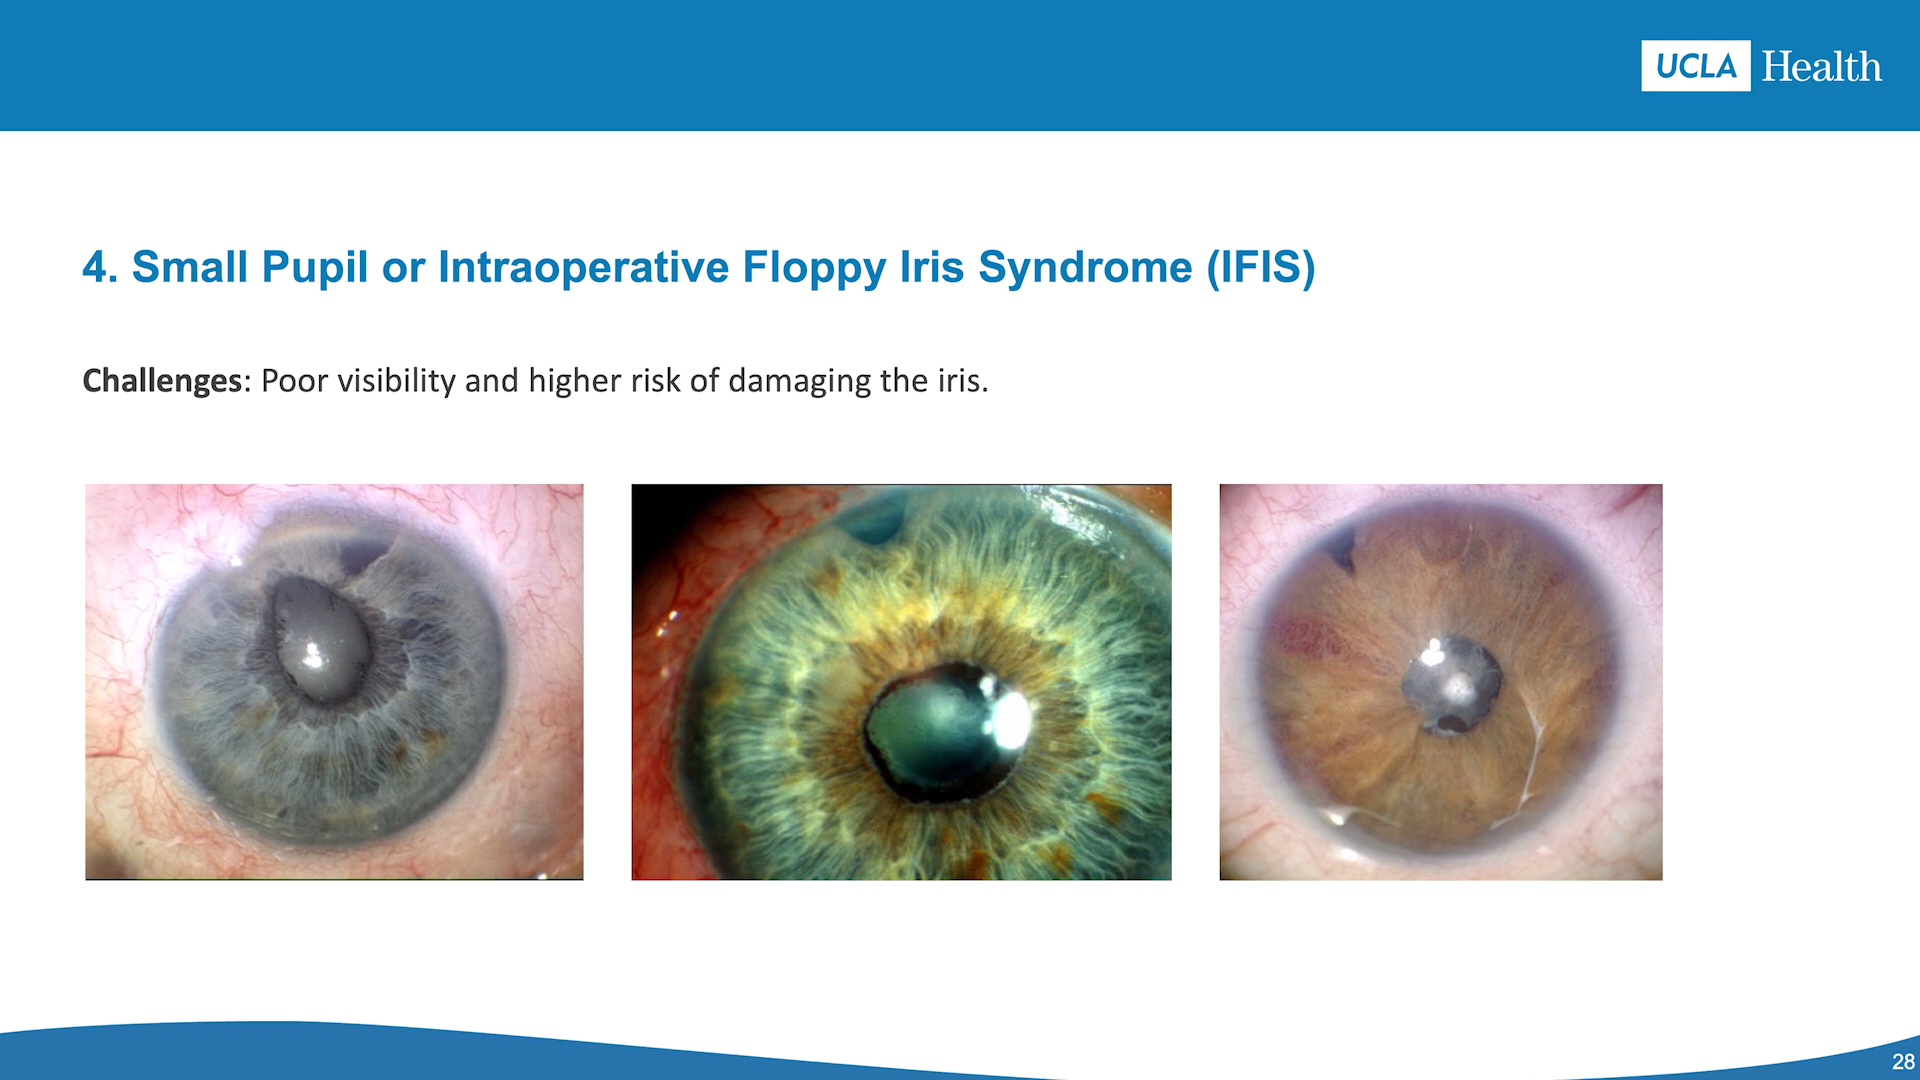 UCLA Health
4. Small Pupil or Intraoperative Floppy Iris Syndrome (IFIS)
Challenges: Poor visibility and higher risk of damaging the iris.
28